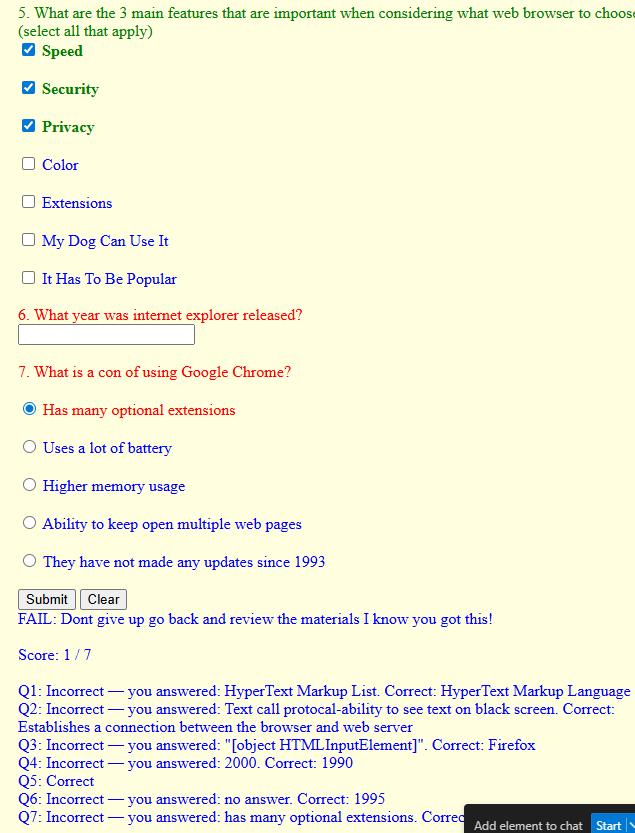 5. What are the 3 main features that are important when considering what web browser to choose
(select all that apply)
Speed
Security
Privacy
Color
Extensions
My Dog Can Use It
It Has To Be Popular
6. What year was internet explorer released?
7. What is a con of using Google Chrome?
Has many optional extensions
Uses a lot of battery
Higher memory usage
Ability to keep open multiple web pages
They have not made any updates since 1993
Submit Clear
FAIL: Dont give up go back and review the materials I know you got this!
Score: 1 / 7
Q1: Incorrect — you answered: HyperText Markup List. Correct: HyperText Markup Language
Q2: Incorrect — you answered: Text call protocal-ability to see text on black screen. Correct:
Establishes a connection between the browser and web server
Q3: Incorrect — you answered: "[object HTMLInputElement]". Correct: Firefox
Q4: Incorrect — you answered: 2000. Correct: 1990
Q5: Correct
Q6: Incorrect — you answered: no answer. Correct: 1995
Q7: Incorrect — you answered: has many optional extensions.
Add element to chat Start